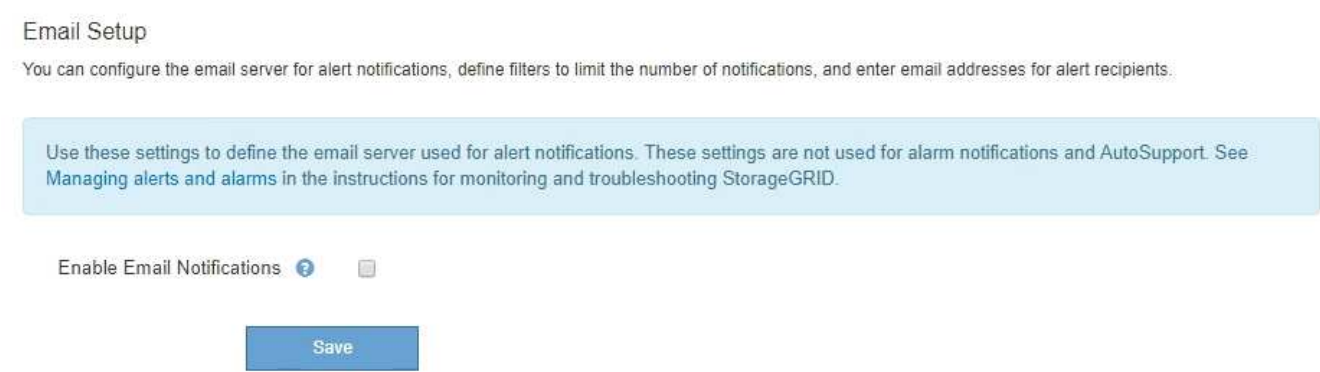 Email Setup
You can configure the email server for alert notifications, define filters to limit the number of notifications, and enter email addresses for alert recipients.
Use these settings to define the email server used for alert notifications. These settings are not used for alarm notifications and AutoSupport. See
Managing alerts and alarms in the instructions for monitoring and troubleshooting StorageGRID.
Enable Email Notifications ?
Save